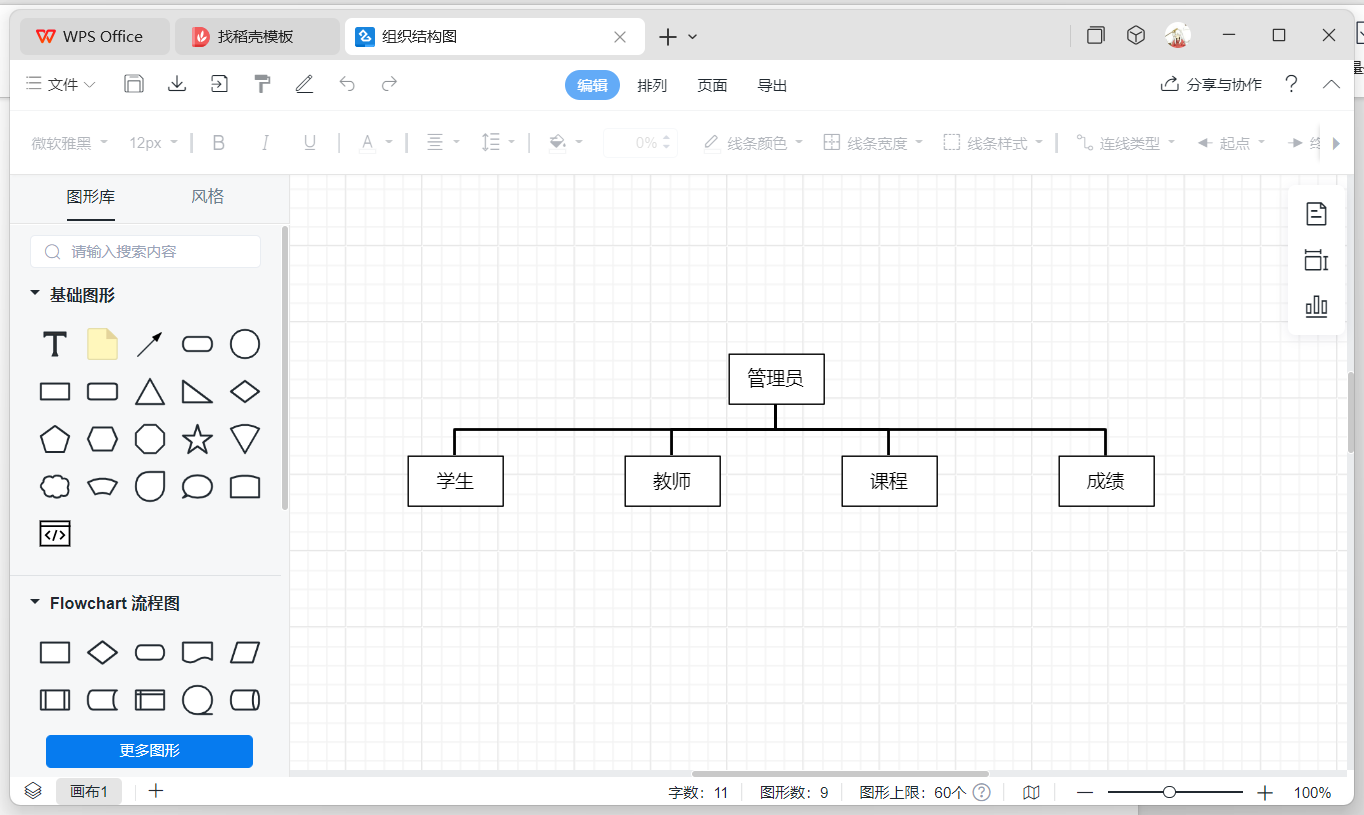 WPS Office 找稻壳模板 组织结构图
文件 编辑 排列 页面 导出 分享与协作 ?
微软雅黑 12px B I U A 0% 线条颜色 线条宽度 线条样式 连线类型 起点
图形库 风格
请输入搜索内容
基础图形
T
管理员
学生 教师 课程 成绩
</>
Flowchart 流程图
更多图形
画布1 字数：11 图形数：9 图形上限：60个 ? 100%